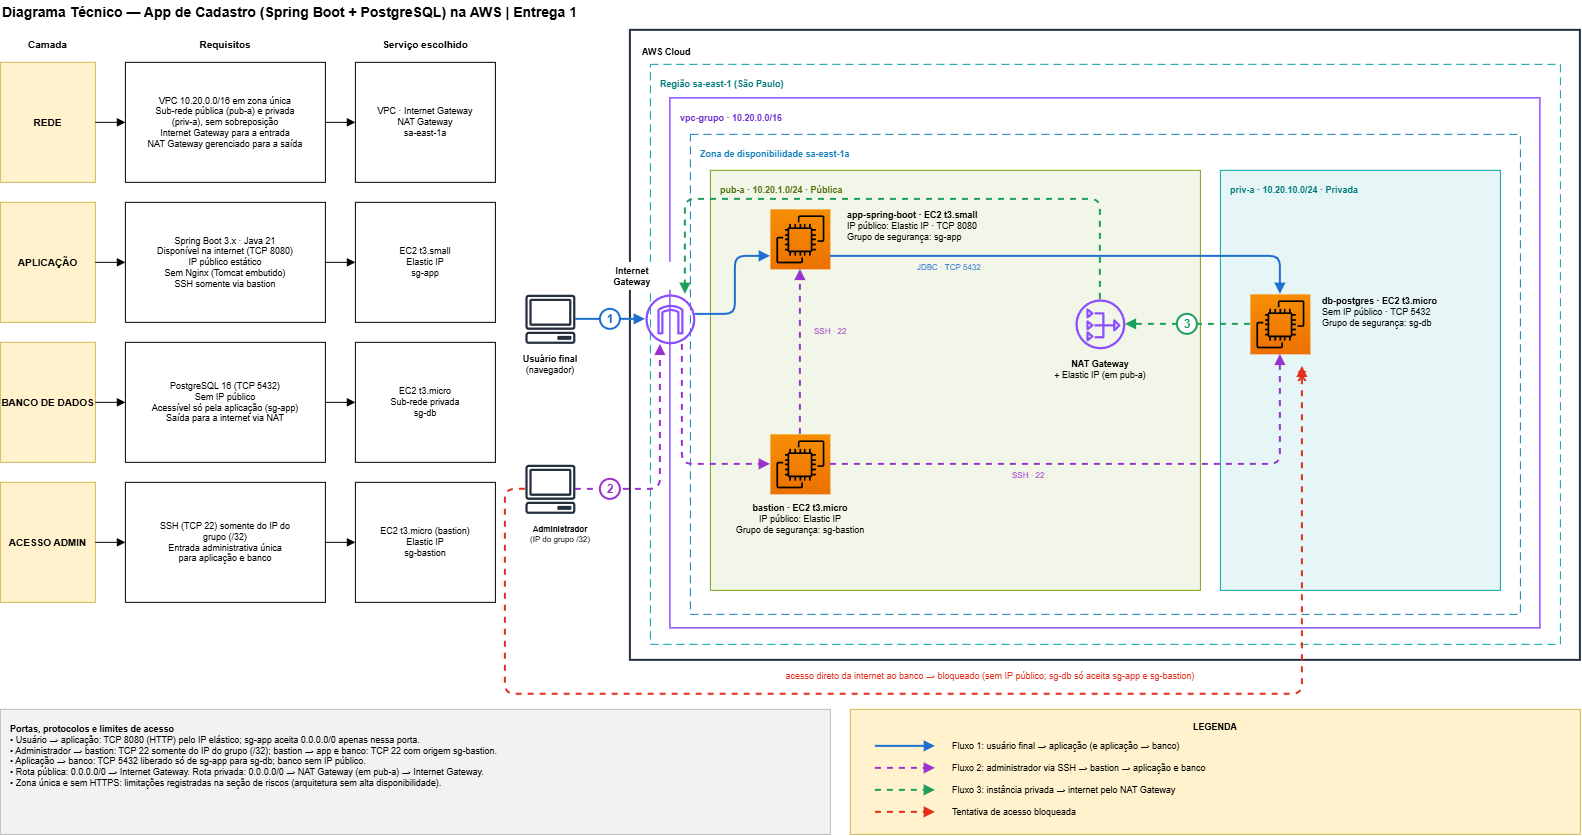 Diagrama Técnico — App de Cadastro (Spring Boot + PostgreSQL) na AWS | Entrega 1
Camada
Requisitos
Serviço escolhido
REDE
VPC 10.20.0.0/16 em zona única
Sub-rede pública (pub-a) e privada
(priv-a), sem sobreposição
Internet Gateway para a entrada
NAT Gateway gerenciado para a saída
VPC · Internet Gateway
NAT Gateway
sa-east-1a
APLICAÇÃO
Spring Boot 3.x · Java 21
Disponível na internet (TCP 8080)
IP público estático
Sem Nginx (Tomcat embutido)
SSH somente via bastion
EC2 t3.small
Elastic IP
sg-app
BANCO DE DADOS
PostgreSQL 16 (TCP 5432)
Sem IP público
Acessível só pela aplicação (sg-app)
Saída para a internet via NAT
EC2 t3.micro
Sub-rede privada
sg-db
ACESSO ADMIN
SSH (TCP 22) somente do IP do
grupo (/32)
Entrada administrativa única
para aplicação e banco
EC2 t3.micro (bastion)
Elastic IP
sg-bastion
AWS Cloud
Região sa-east-1 (São Paulo)
vpc-grupo · 10.20.0.0/16
Zona de disponibilidade sa-east-1a
pub-a · 10.20.1.0/24 · Pública
priv-a · 10.20.10.0/24 · Privada
app-spring-boot · EC2 t3.small
IP público: Elastic IP · TCP 8080
Grupo de segurança: sg-app
JDBC · TCP 5432
Internet
Gateway
1
Usuário final
(navegador)
SSH · 22
NAT Gateway
+ Elastic IP (em pub-a)
3
db-postgres · EC2 t3.micro
Sem IP público · TCP 5432
Grupo de segurança: sg-db
2
Administrador
(IP do grupo /32)
SSH · 22
bastion · EC2 t3.micro
IP público: Elastic IP
Grupo de segurança: sg-bastion
acesso direto da internet ao banco → bloqueado (sem IP público; sg-db só aceita sg-app e sg-bastion)
Portas, protocolos e limites de acesso
• Usuário → aplicação: TCP 8080 (HTTP) pelo IP elástico; sg-app aceita 0.0.0.0/0 apenas nessa porta.
• Administrador → bastion: TCP 22 somente do IP do grupo (/32); bastion → app e banco: TCP 22 com origem sg-bastion.
• Aplicação → banco: TCP 5432 liberado só de sg-app para sg-db; banco sem IP público.
• Rota pública: 0.0.0.0/0 → Internet Gateway. Rota privada: 0.0.0.0/0 → NAT Gateway (em pub-a) → Internet Gateway.
• Zona única e sem HTTPS: limitações registradas na seção de riscos (arquitetura sem alta disponibilidade).
LEGENDA
Fluxo 1: usuário final → aplicação (e aplicação → banco)
Fluxo 2: administrador via SSH → bastion → aplicação e banco
Fluxo 3: instância privada → internet pelo NAT Gateway
Tentativa de acesso bloqueada